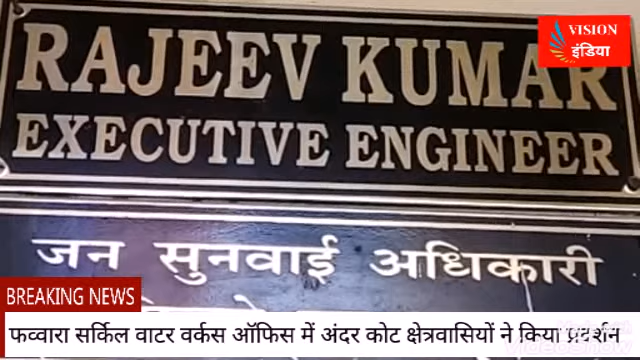 RAJEEV KUMAR
VISION
इंडिया
EXECUTIVE ENGINEER
जन सुनवाई अधिकारी
BREAKING NEWS
फव्वारा सर्किल वाटर वर्कस ऑफिस में अंदर कोट क्षेत्रवासियों ने किया प्रदर्शन